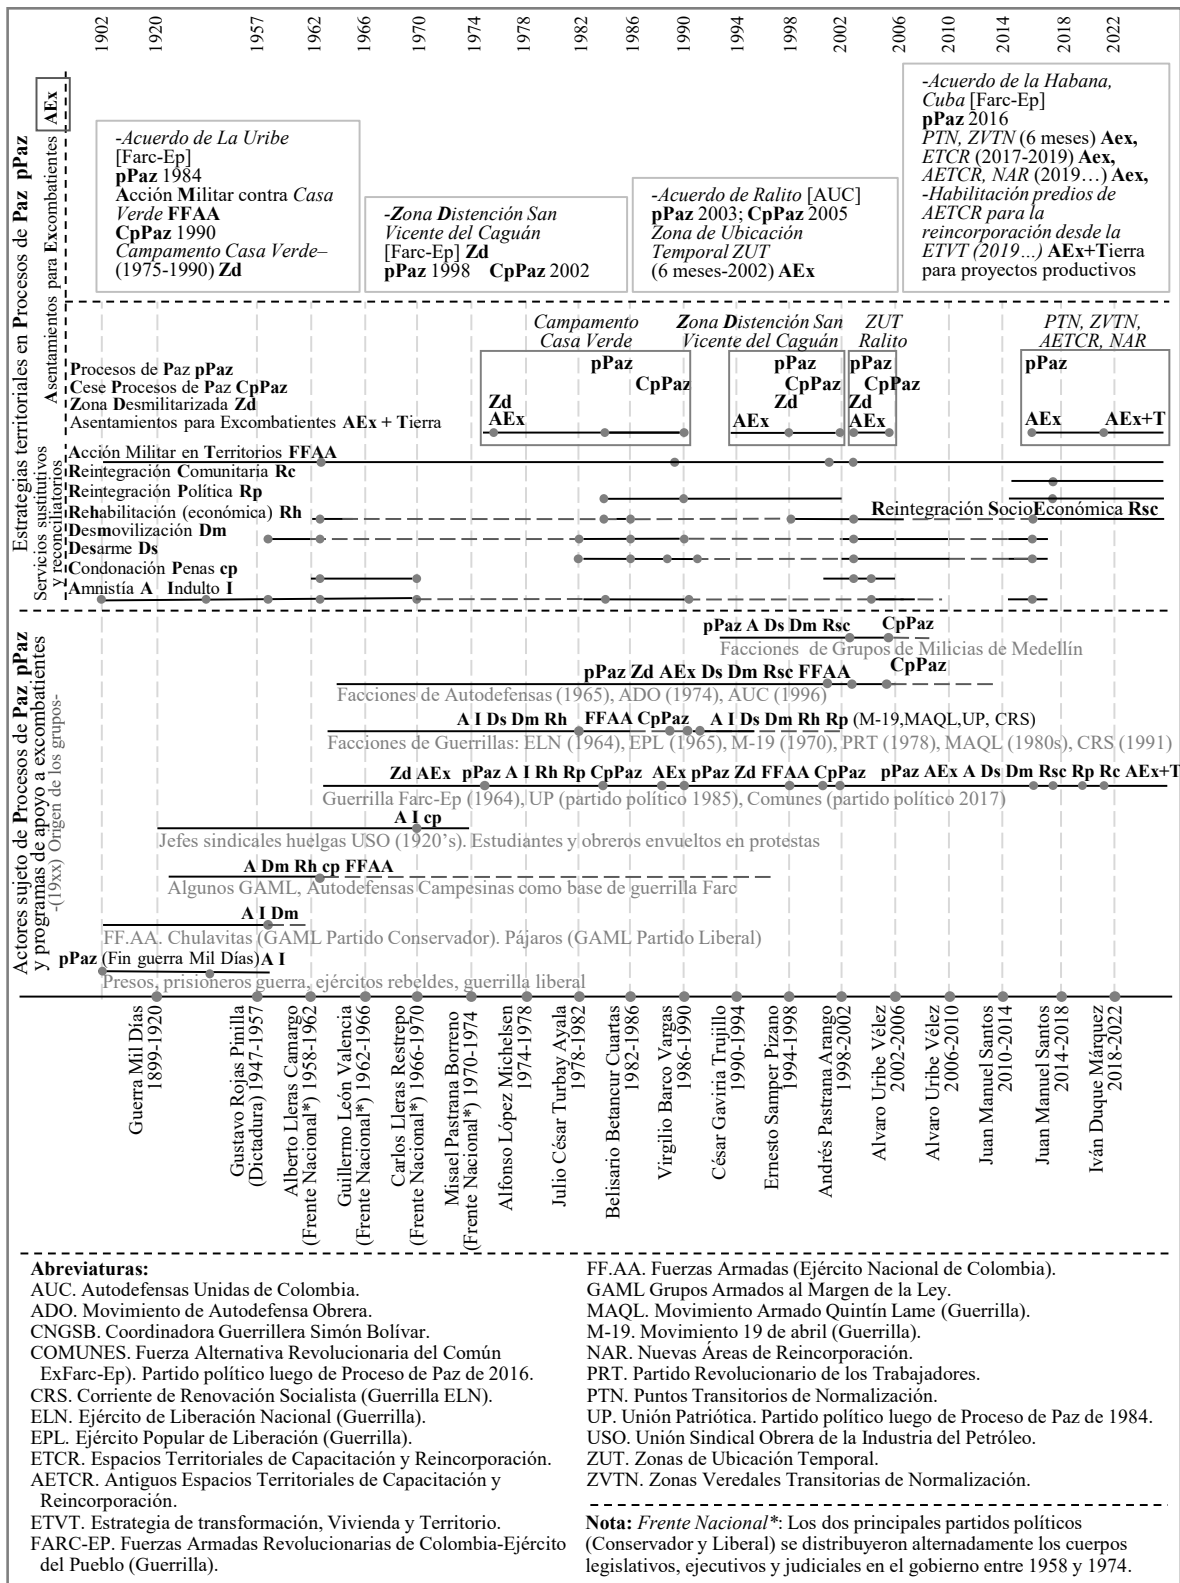 1902 1920 1957 1962 1966 1970 1974 1978 1982 1986 1990 1994 1998 2002 2006 2010 2014 2018 2022
Estrategias territoriales en Procesos de Paz pPaz
Asentamientos para Excombatientes AEx
-Acuerdo de La Uribe
[Farc-Ep]
pPaz 1984
Acción Militar contra Casa
Verde FFAA
CpPaz 1990
Campamento Casa Verde–
(1975-1990) Zd
-Zona Distención San
Vicente del Caguán
[Farc-Ep] Zd
pPaz 1998 CpPaz 2002
-Acuerdo de Ralito [AUC]
pPaz 2003; CpPaz 2005
Zona de Ubicación
Temporal ZUT
(6 meses-2002) AEx
-Acuerdo de la Habana,
Cuba [Farc-Ep]
pPaz 2016
PTN, ZVTN (6 meses) Aex,
ETCR (2017-2019) Aex,
AETCR, NAR (2019…) Aex,
-Habilitación predios de
AETCR para la
reincorporación desde la
ETVT (2019…) AEx+Tierra
para proyectos productivos
Campamento
Casa Verde
pPaz
CpPaz
Zd
AEx
Zona Distención San
Vicente del Caguán
pPaz
CpPaz
Zd
AEx
ZUT
Ralito
pPaz
CpPaz
Zd
AEx
PTN, ZVTN,
AETCR, NAR
pPaz
AEx AEx+T
Procesos de Paz pPaz
Cese Procesos de Paz CpPaz
Zona Desmilitarizada Zd
Asentamientos para Excombatientes AEx + Tierra
Servicios sustitutivos
y reconciliatorios
Acción Militar en Territorios FFAA
Reintegración Comunitaria Rc
Reintegración Política Rp
Rehabilitación (económica) Rh
Reintegración SocioEconómica Rsc
Desmovilización Dm
Desarme Ds
Condonación Penas cp
Amnistía A Indulto I
Actores sujeto de Procesos de Paz pPaz
y programas de apoyo a excombatientes
-(19xx) Origen de los grupos-
pPaz A Ds Dm Rsc CpPaz
Facciones de Grupos de Milicias de Medellín
pPaz Zd AEx Ds Dm Rsc FFAA CpPaz
Facciones de Autodefensas (1965), ADO (1974), AUC (1996)
A I Ds Dm Rh FFAA CpPaz A I Ds Dm Rh Rp (M-19,MAQL,UP, CRS)
Facciones de Guerrillas: ELN (1964), EPL (1965), M-19 (1970), PRT (1978), MAQL (1980s), CRS (1991)
Zd AEx pPaz A I Rh Rp CpPaz AEx pPaz Zd FFAA CpPaz pPaz AEx A Ds Dm Rsc Rp Rc AEx+T
Guerrilla Farc-Ep (1964), UP (partido político 1985), Comunes (partido político 2017)
A I cp
Jefes sindicales huelgas USO (1920’s). Estudiantes y obreros envueltos en protestas
A Dm Rh cp FFAA
Algunos GAML, Autodefensas Campesinas como base de guerrilla Farc
A I Dm
FF.AA. Chulavitas (GAML Partido Conservador). Pájaros (GAML Partido Liberal)
pPaz (Fin guerra Mil Días)A I
Presos, prisioneros guerra, ejércitos rebeldes, guerrilla liberal
Guerra Mil Días
1899-1920
Gustavo Rojas Pinilla
(Dictadura) 1947-1957
Alberto Lleras Camargo
(Frente Nacional*) 1958-1962
Guillermo León Valencia
(Frente Nacional*) 1962-1966
Carlos Lleras Restrepo
(Frente Nacional*) 1966-1970
Misael Pastrana Borreno
(Frente Nacional*) 1970-1974
Alfonso López Michelsen
1974-1978
Julio César Turbay Ayala
1978-1982
Belisario Betancur Cuartas
1982-1986
Virgilio Barco Vargas
1986-1990
César Gaviria Trujillo
1990-1994
Ernesto Samper Pizano
1994-1998
Andrés Pastrana Arango
1998-2002
Alvaro Uribe Vélez
2002-2006
Alvaro Uribe Vélez
2006-2010
Juan Manuel Santos
2010-2014
Juan Manuel Santos
2014-2018
Iván Duque Márquez
2018-2022
Abreviaturas:
AUC. Autodefensas Unidas de Colombia.
ADO. Movimiento de Autodefensa Obrera.
CNGSB. Coordinadora Guerrillera Simón Bolívar.
COMUNES. Fuerza Alternativa Revolucionaria del Común
ExFarc-Ep). Partido político luego de Proceso de Paz de 2016.
CRS. Corriente de Renovación Socialista (Guerrilla ELN).
ELN. Ejército de Liberación Nacional (Guerrilla).
EPL. Ejército Popular de Liberación (Guerrilla).
ETCR. Espacios Territoriales de Capacitación y Reincorporación.
AETCR. Antiguos Espacios Territoriales de Capacitación y
Reincorporación.
ETVT. Estrategia de transformación, Vivienda y Territorio.
FARC-EP. Fuerzas Armadas Revolucionarias de Colombia-Ejército
del Pueblo (Guerrilla).
FF.AA. Fuerzas Armadas (Ejército Nacional de Colombia).
GAML Grupos Armados al Margen de la Ley.
MAQL. Movimiento Armado Quintín Lame (Guerrilla).
M-19. Movimiento 19 de abril (Guerrilla).
NAR. Nuevas Áreas de Reincorporación.
PRT. Partido Revolucionario de los Trabajadores.
PTN. Puntos Transitorios de Normalización.
UP. Unión Patriótica. Partido político luego de Proceso de Paz de 1984.
USO. Unión Sindical Obrera de la Industria del Petróleo.
ZUT. Zonas de Ubicación Temporal.
ZVTN. Zonas Veredales Transitorias de Normalización.
Nota: Frente Nacional*: Los dos principales partidos políticos
(Conservador y Liberal) se distribuyeron alternadamente los cuerpos
legislativos, ejecutivos y judiciales en el gobierno entre 1958 y 1974.